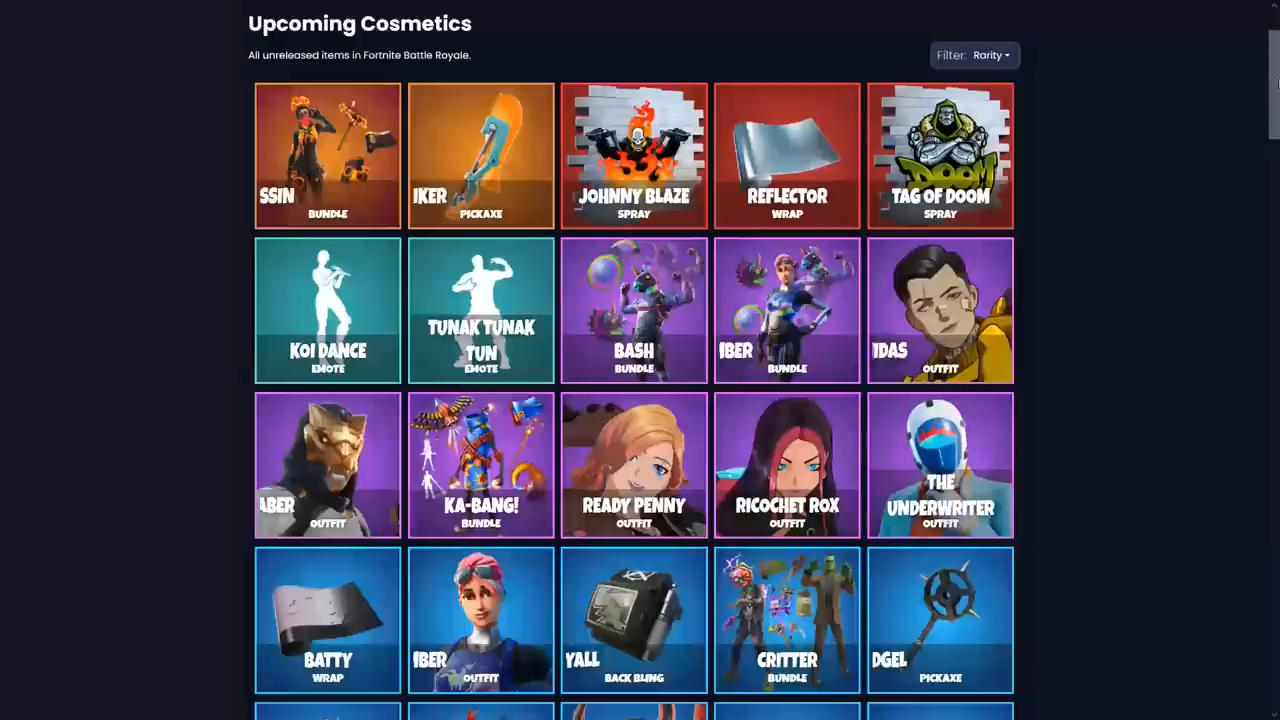 Upcoming Cosmetics
All unreleased items in Fortnite Battle Royale.
Filter: Rarity
SSIN
BUNDLE
IKER
PICKAXE
JOHNNY BLAZE
SPRAY
REFLECTOR
WRAP
DOOM
TAG OF DOOM
SPRAY
KOI DANCE
EMOTE
TUNAK TUNAK
TUN
EMOTE
BASH
BUNDLE
IBER
BUNDLE
IDAS
OUTFIT
ABER
OUTFIT
KA-BANG!
BUNDLE
READY PENNY
OUTFIT
RICOCHET ROX
OUTFIT
THE
UNDERWRITER
OUTFIT
BATTY
WRAP
IBER
OUTFIT
YALL
BACK BLING
CRITTER
BUNDLE
DGEL
PICKAXE